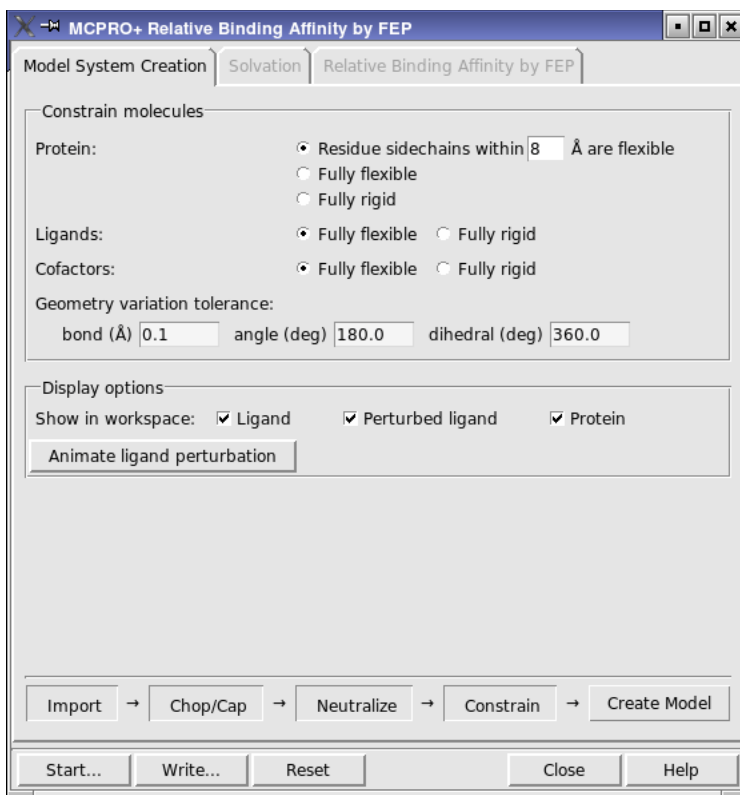 MCPRO+ Relative Binding Affinity by FEP
Model System Creation Solvation Relative Binding Affinity by FEP
Constrain molecules
Protein: Residue sidechains within 8 Å are flexible
Fully flexible
Fully rigid
Ligands: Fully flexible Fully rigid
Cofactors: Fully flexible Fully rigid
Geometry variation tolerance:
bond (Å) 0.1 angle (deg) 180.0 dihedral (deg) 360.0
Display options
Show in workspace: Ligand Perturbed ligand Protein
Animate ligand perturbation
Import → Chop/Cap → Neutralize → Constrain → Create Model
Start... Write... Reset Close Help